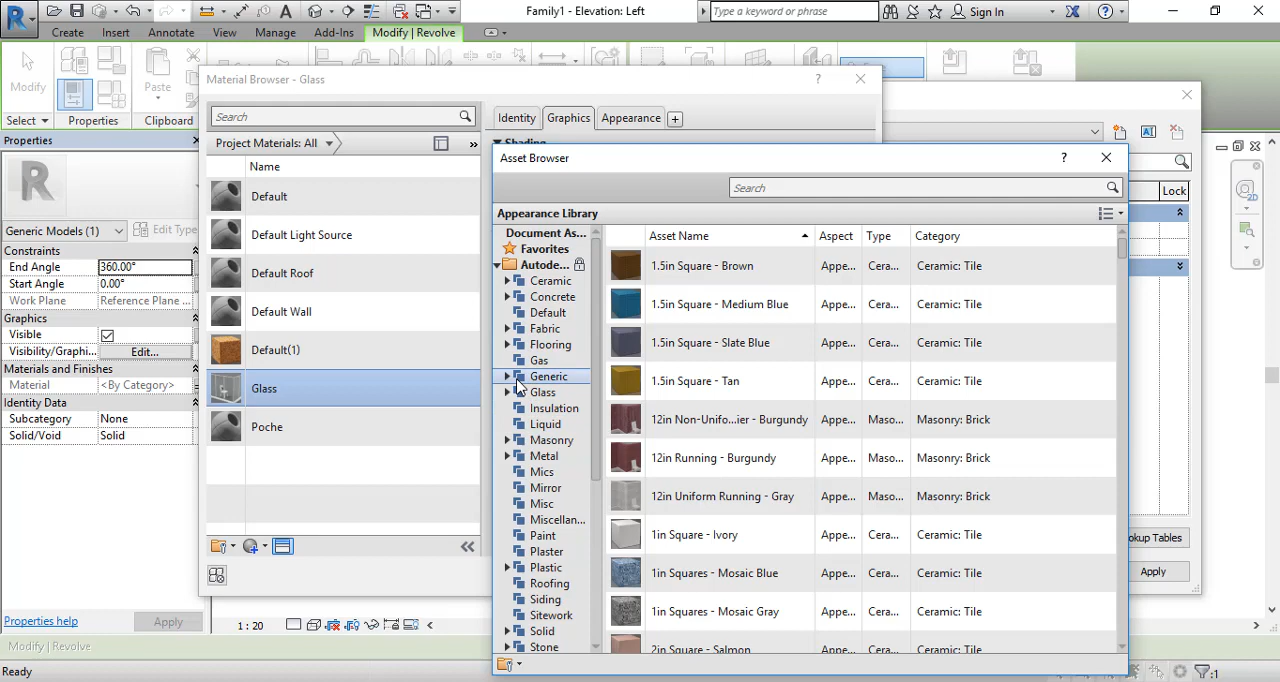 Family1 - Elevation: Left
Type a keyword or phrase
Sign In
Create Insert Annotate View Manage Add-Ins Modify | Revolve
Modify
Paste
Select Properties Clipboard
Properties
Generic Models (1) Edit Type
Constraints
End Angle 360.00°
Start Angle 0.00°
Work Plane Reference Plane ...
Graphics
Visible
Visibility/Graphi... Edit...
Materials and Finishes
Material <By Category>
Identity Data
Subcategory None
Solid/Void Solid
Properties help Apply
Modify | Revolve
Ready
Material Browser - Glass ?
Search
Project Materials: All
Name
Default
Default Light Source
Default Roof
Default Wall
Default(1)
Glass
Poche
Identity Graphics Appearance
Shading
1 : 20
Asset Browser ?
Search
Appearance Library
Document As...
Favorites
Autode...
Ceramic
Concrete
Default
Fabric
Flooring
Gas
Generic
Glass
Insulation
Liquid
Masonry
Metal
Mics
Mirror
Misc
Miscellan...
Paint
Plaster
Plastic
Roofing
Siding
Sitework
Solid
Stone
Asset Name Aspect Type Category
1.5in Square - Brown Appe... Cera... Ceramic: Tile
1.5in Square - Medium Blue Appe... Cera... Ceramic: Tile
1.5in Square - Slate Blue Appe... Cera... Ceramic: Tile
1.5in Square - Tan Appe... Cera... Ceramic: Tile
12in Non-Unifo...ier - Burgundy Appe... Maso... Masonry: Brick
12in Running - Burgundy Appe... Maso... Masonry: Brick
12in Uniform Running - Gray Appe... Maso... Masonry: Brick
1in Square - Ivory Appe... Cera... Ceramic: Tile
1in Squares - Mosaic Blue Appe... Cera... Ceramic: Tile
1in Squares - Mosaic Gray Appe... Cera... Ceramic: Tile
2in Square - Salmon Appe... Cera... Ceramic: Tile
Lock
2D
Tables
Apply
:1